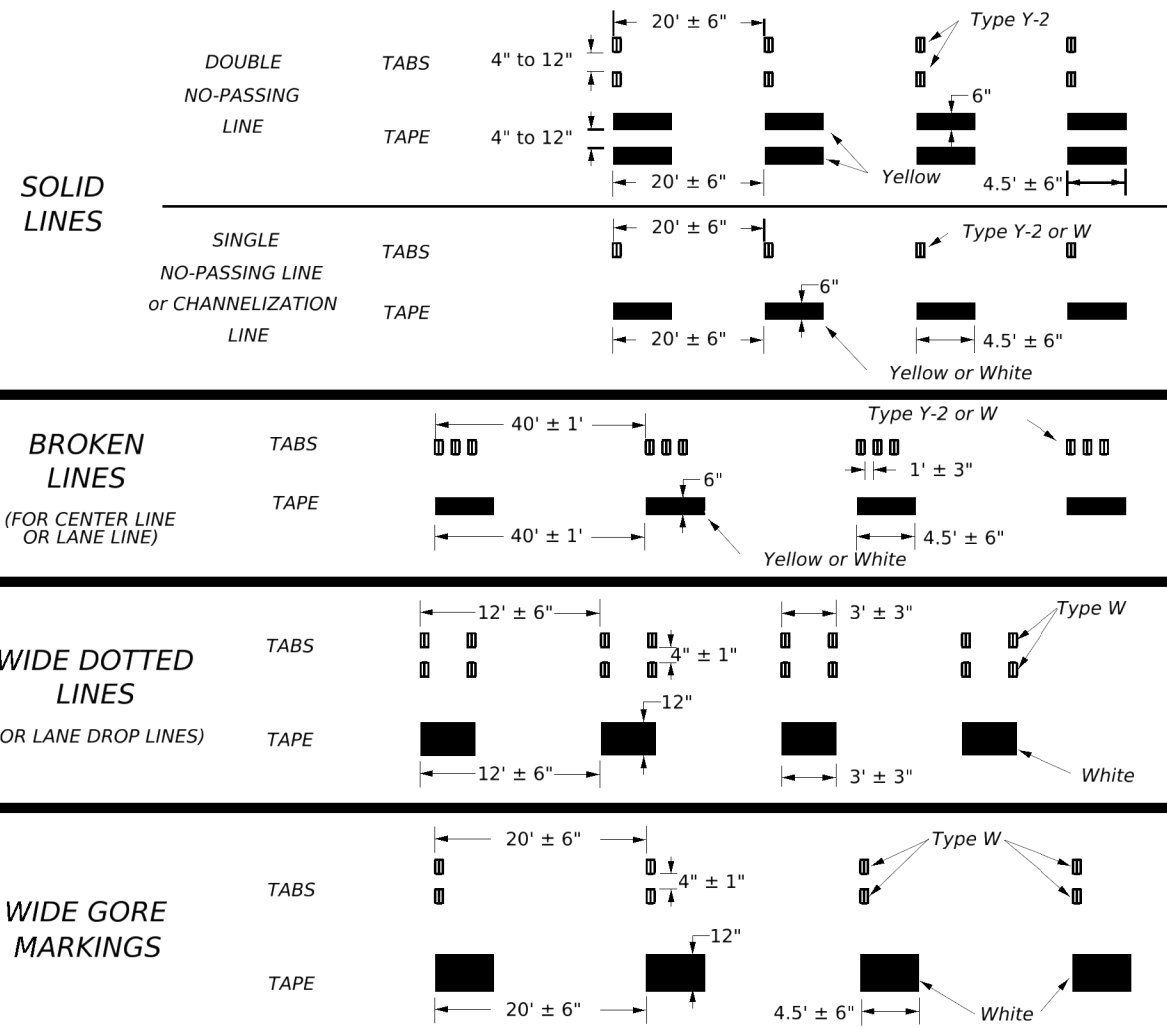 20' ± 6"
Type Y-2
DOUBLE
NO-PASSING
LINE
TABS
4" to 12"
6"
TAPE
4" to 12"
Yellow
20' ± 6"
4.5' ± 6"
SOLID
LINES
20' ± 6"
Type Y-2 or W
SINGLE
NO-PASSING LINE
or CHANNELIZATION
LINE
TABS
6"
TAPE
20' ± 6"
4.5' ± 6"
Yellow or White
Type Y-2 or W
40' ± 1'
BROKEN
LINES
(FOR CENTER LINE
OR LANE LINE)
TABS
1' ± 3"
6"
TAPE
40' ± 1'
4.5' ± 6"
Yellow or White
12' ± 6"
3' ± 3"
Type W
TABS
4" ± 1"
WIDE DOTTED
LINES
OR LANE DROP LINES)
12"
TAPE
12' ± 6"
3' ± 3"
White
20' ± 6"
Type W
TABS
4" ± 1"
WIDE GORE
MARKINGS
12"
TAPE
20' ± 6"
4.5' ± 6"
White